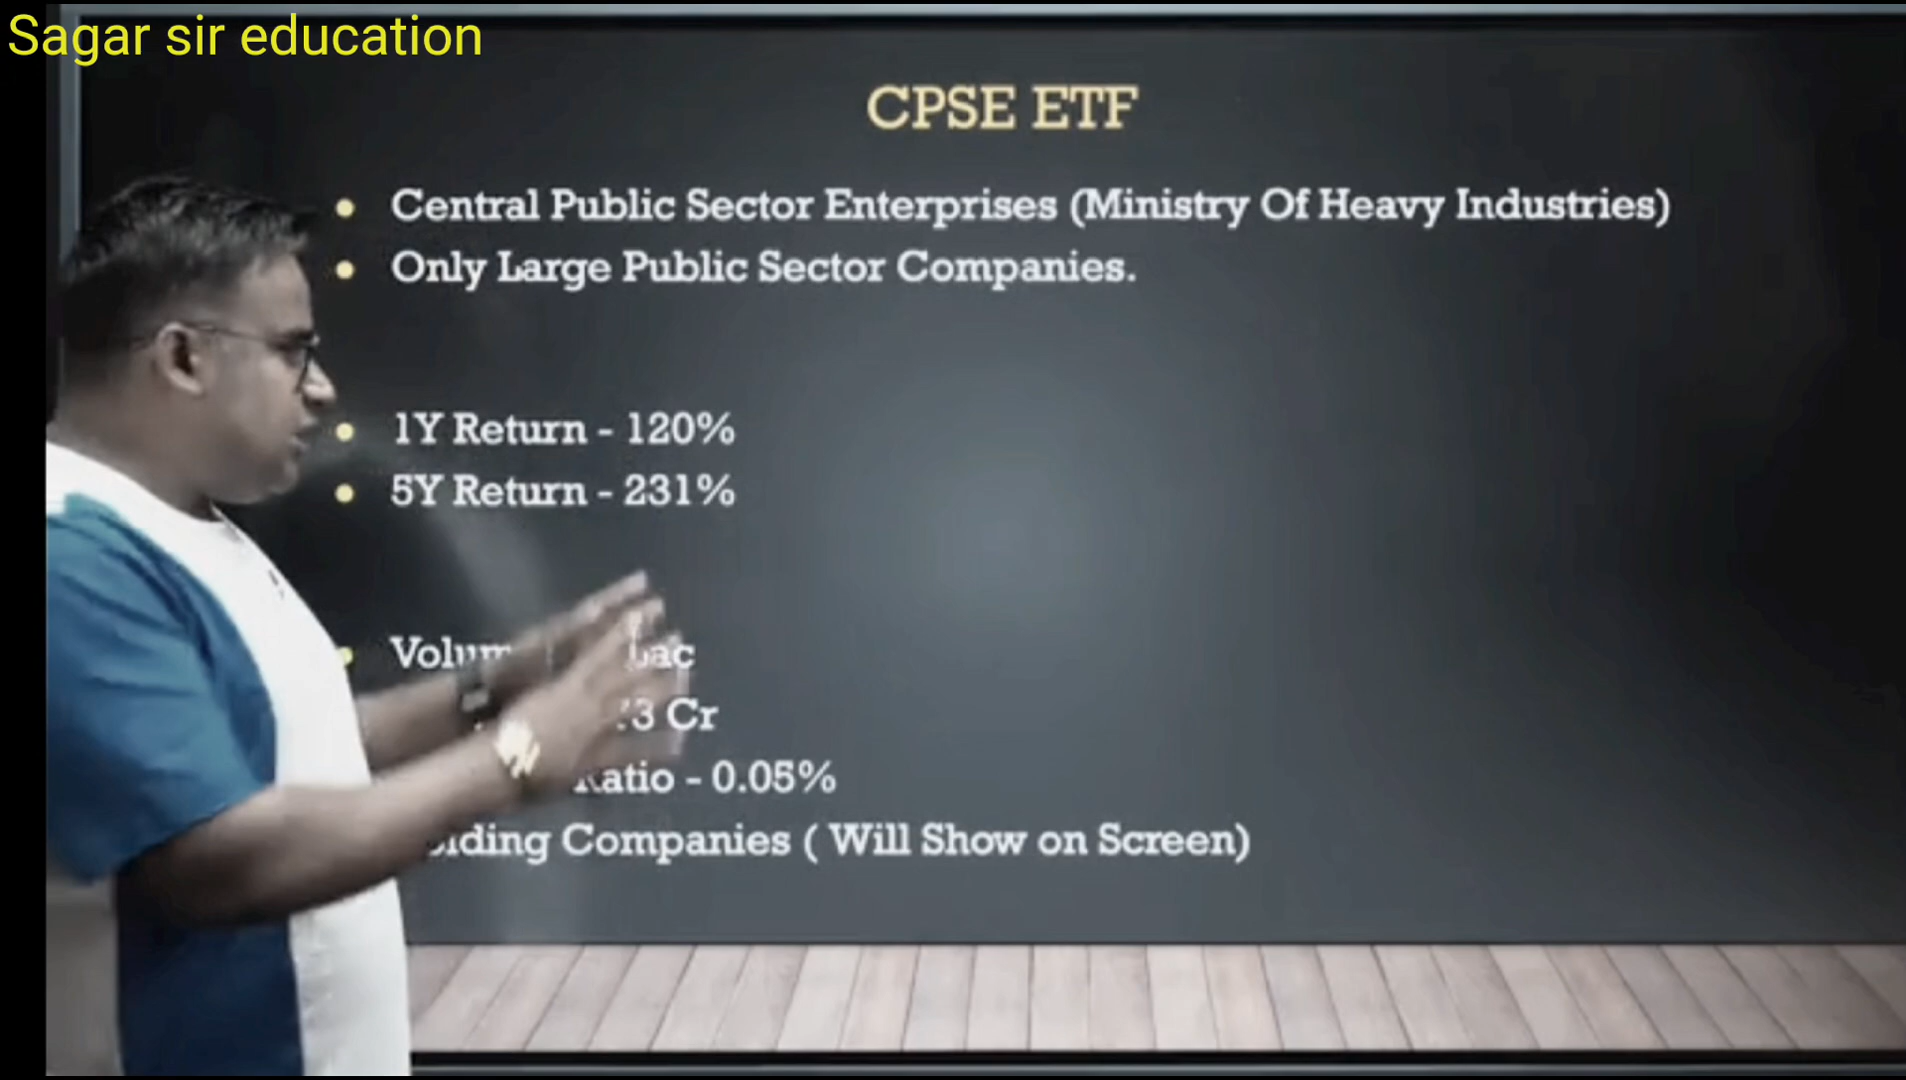 Sagar sir education
CPSE ETF
Central Public Sector Enterprises (Ministry Of Heavy Industries)
Only Large Public Sector Companies.
1Y Return - 120%
5Y Return - 231%
Cr
Ratio - 0.05%
Companies ( Will Show on Screen)